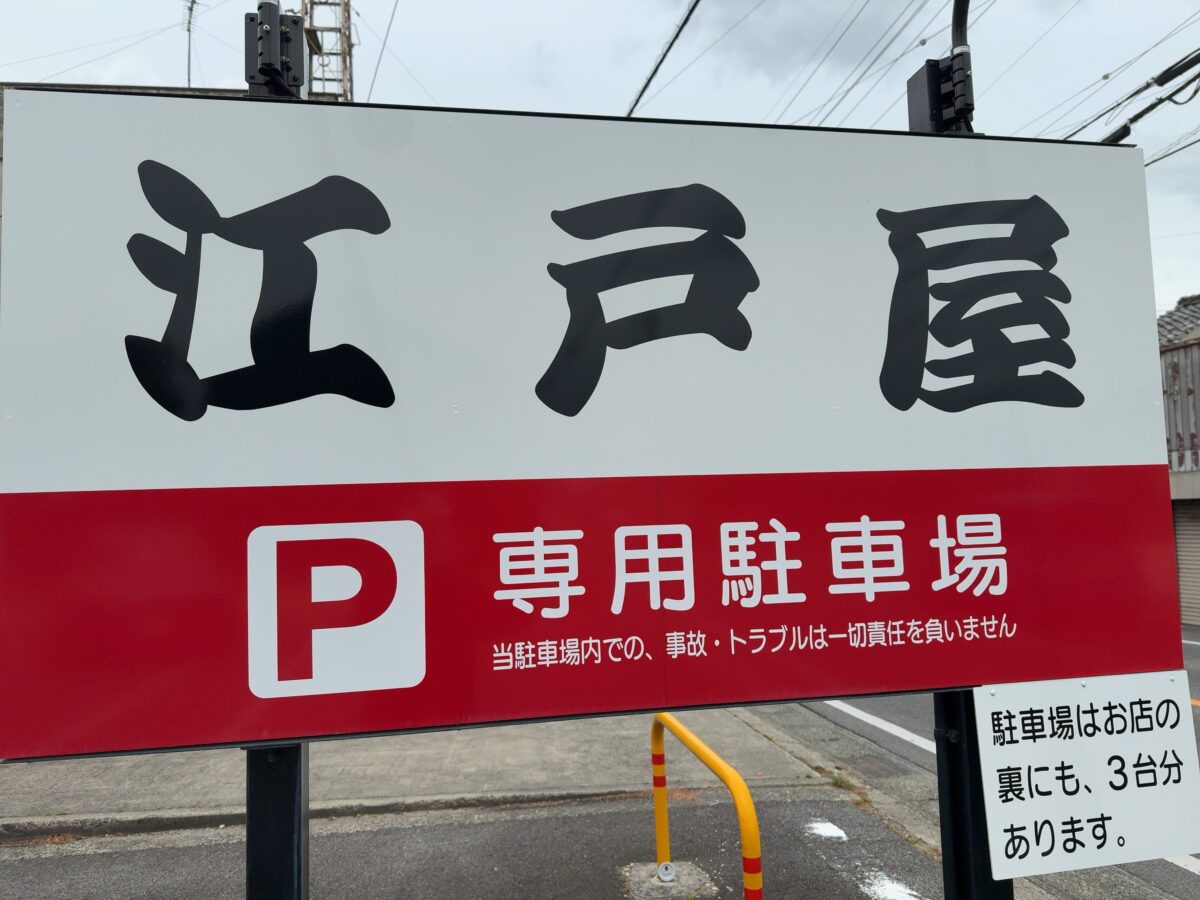 江戸屋
P 専用駐車場
当駐車場内での、事故・トラブルは一切責任を負いません
駐車場はお店の
裏にも、3台分
あります。